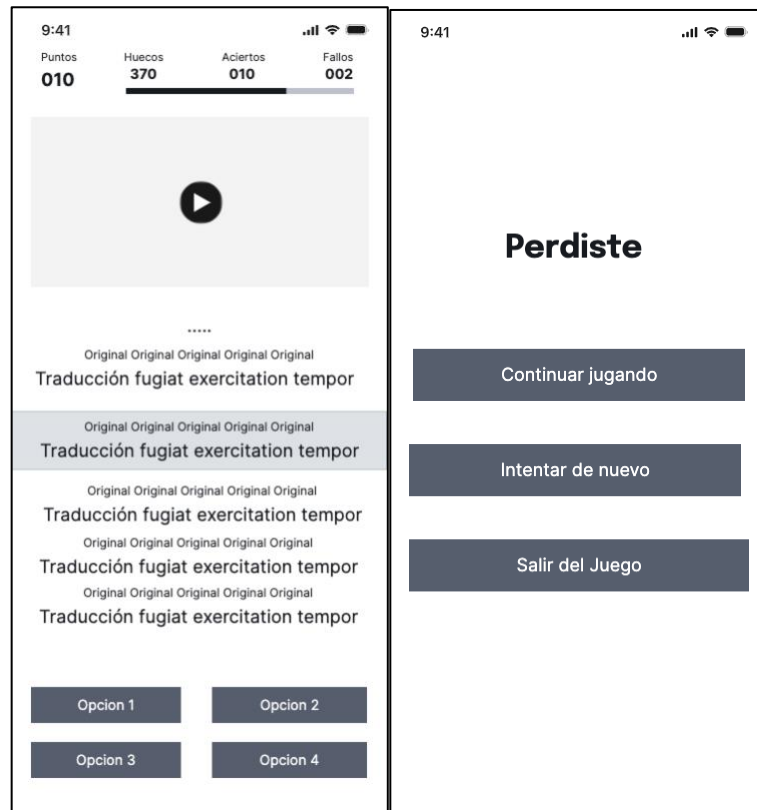 9:41
Puntos Huecos Aciertos Fallos
010 370 010 002
.....
Original Original Original Original Original
Traducción fugiat exercitation tempor
Original Original Original Original Original
Traducción fugiat exercitation tempor
Original Original Original Original Original
Traducción fugiat exercitation tempor
Original Original Original Original Original
Traducción fugiat exercitation tempor
Original Original Original Original Original
Traducción fugiat exercitation tempor
Opcion 1 Opcion 2
Opcion 3 Opcion 4
9:41
Perdiste
Continuar jugando
Intentar de nuevo
Salir del Juego